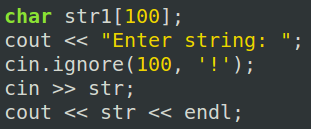 char str1[100];
cout << "Enter string: ";
cin.ignore(100, '!');
cin >> str;
cout << str << endl;